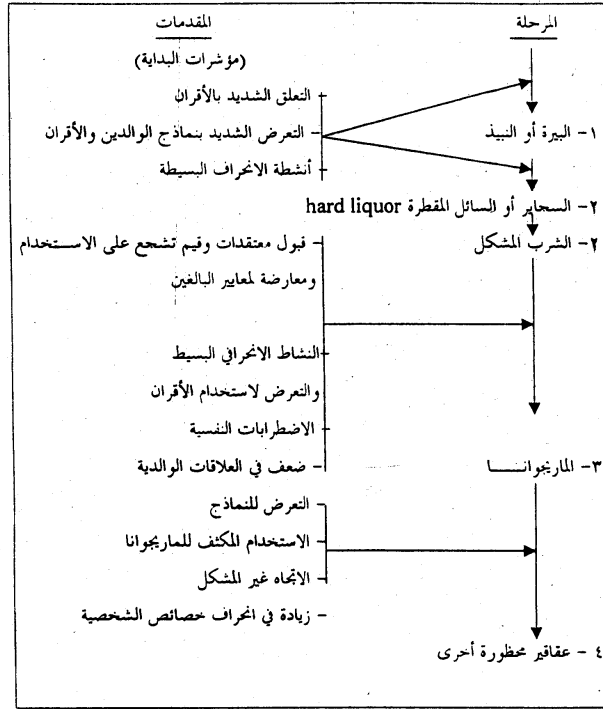 المرحلة
المقدمات
(مؤشرات البداية)
التعلق الشديد بالأقران
١- البيرة أو النبيذ
- التعرض الشديد بنماذج الوالدين والأقران
أنشطة الانحراف البسيطة
٢- السجاير أو السائل المقطرة hard liquor
٢- الشرب المشكل
- قبول معتقدات وقيم تشجع على الاستخدام
ومعارضة لمعايير البالغين
النشاط الانحرافي البسيط
والتعرض لاستخدام الأقران
الاضطرابات النفسية
٣- الماريجوانا
- ضعف في العلاقات الوالدية
التعرض للنماذج
- الاستخدام المكثف للماريجوانا
الاتجاه غير المشكل
- زيادة في انحراف خصائص الشخصية
٤ - عقاقير محظورة أخرى